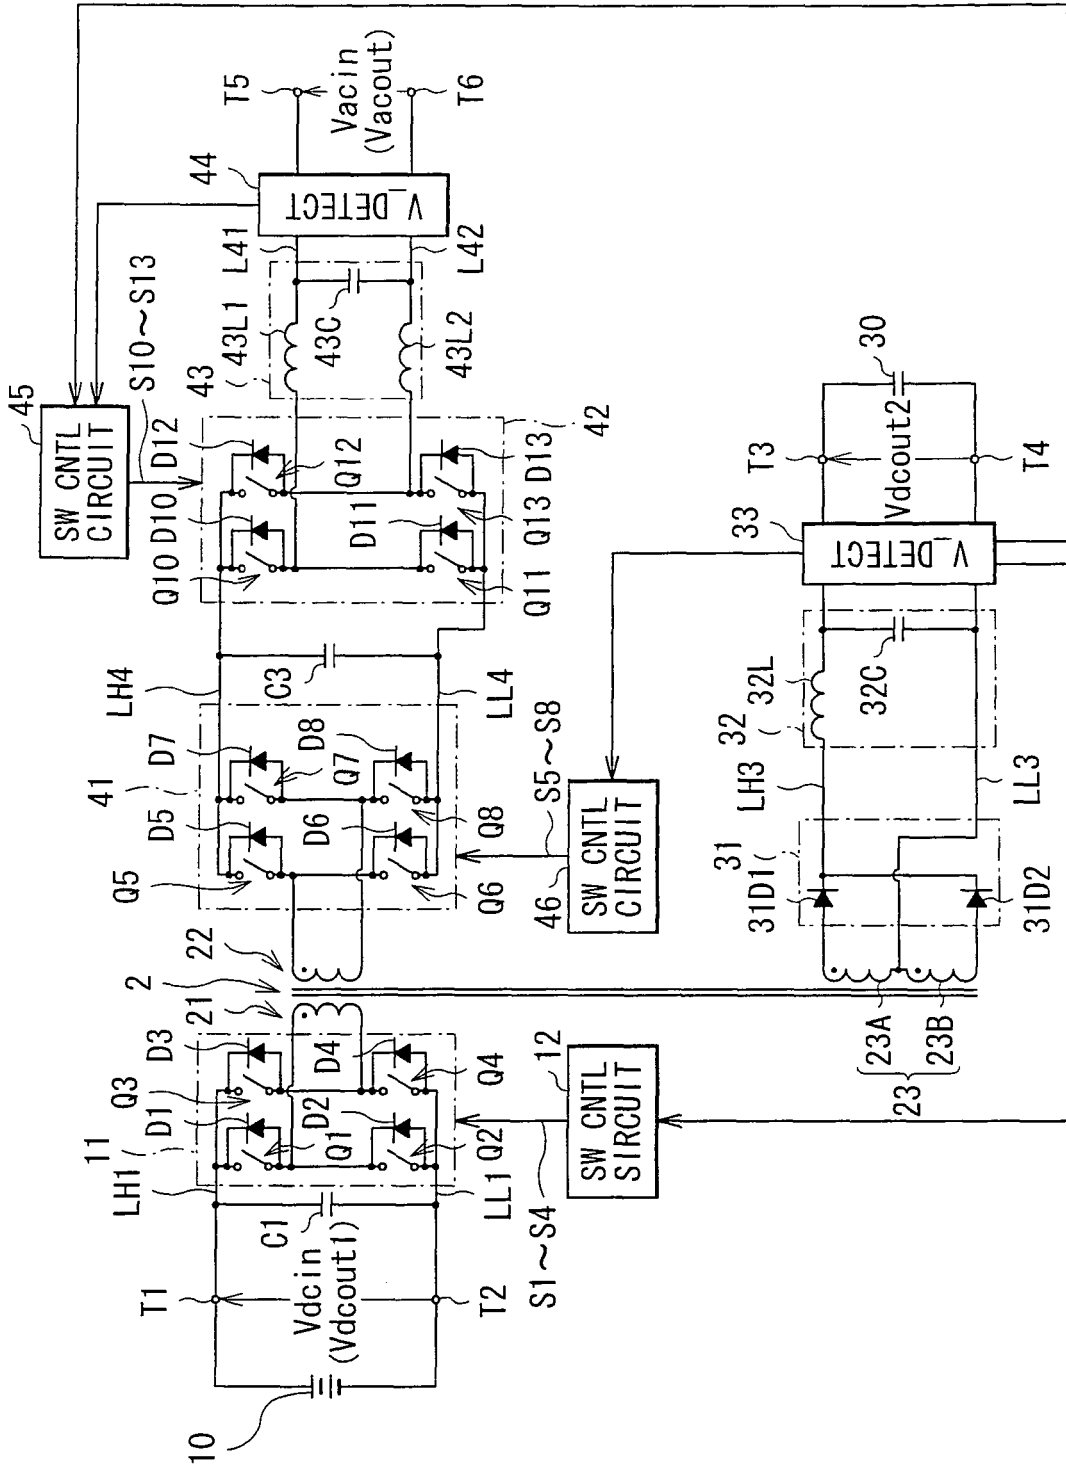 10
T1
Vdcin
(Vdcout1)
T2
C1
LH1
LL1
11
D1
Q3
D3
D2
Q1
D4
Q2
Q4
S1~S4
SW CNTL
SIRCUIT
12
21
2
22
23A
23B
23
41
Q5
D5
D7
D6
Q7
D8
Q6
Q8
S5~S8
46
SW CNTL
CIRCUIT
LH4
C3
LL4
31
31D1
31D2
LH3
LL3
32
32L
32C
33
V_DETECT
T3
Vdcout2
T4
30
45
SW CNTL
CIRCUIT
S10~S13
Q10
D10
D12
Q12
D11
Q11
Q13
D13
42
43
43L1
43C
43L2
L41
L42
44
V_DETECT
T5
Vacin
(Vacout)
T6